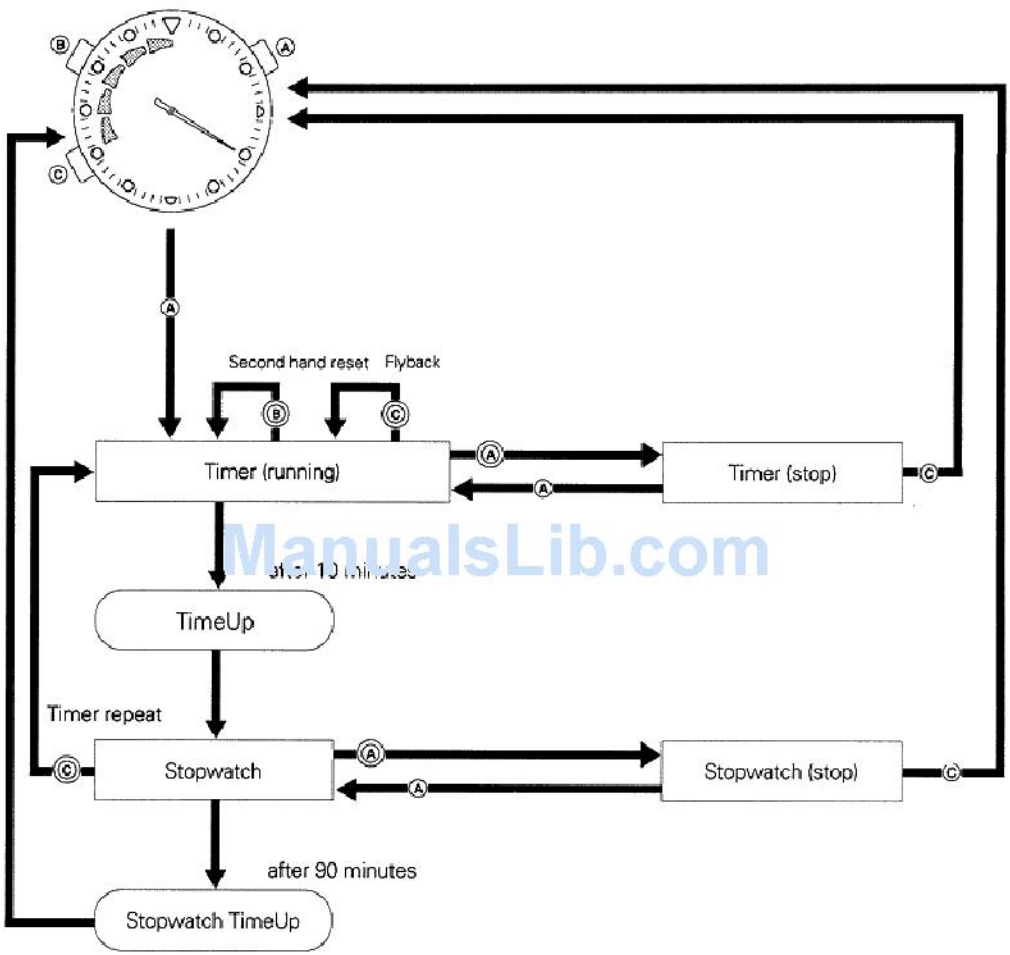 B
A
C
A
Second hand reset Flyback
B
C
Timer (running)
A
A
Timer (stop)
C
ManualsLib.com
after 10 minutes
TimeUp
Timer repeat
C
Stopwatch
A
A
Stopwatch (stop)
C
after 90 minutes
Stopwatch TimeUp